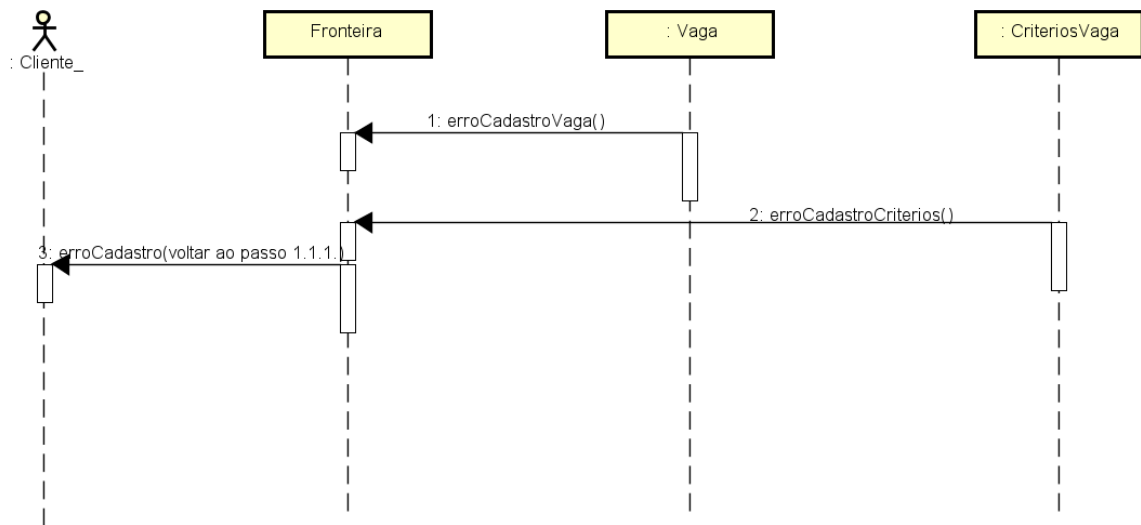 : Cliente_
Fronteira
: Vaga
: CriteriosVaga
1: erroCadastroVaga()
2: erroCadastroCriterios()
3: erroCadastro(voltar ao passo 1.1.1.)